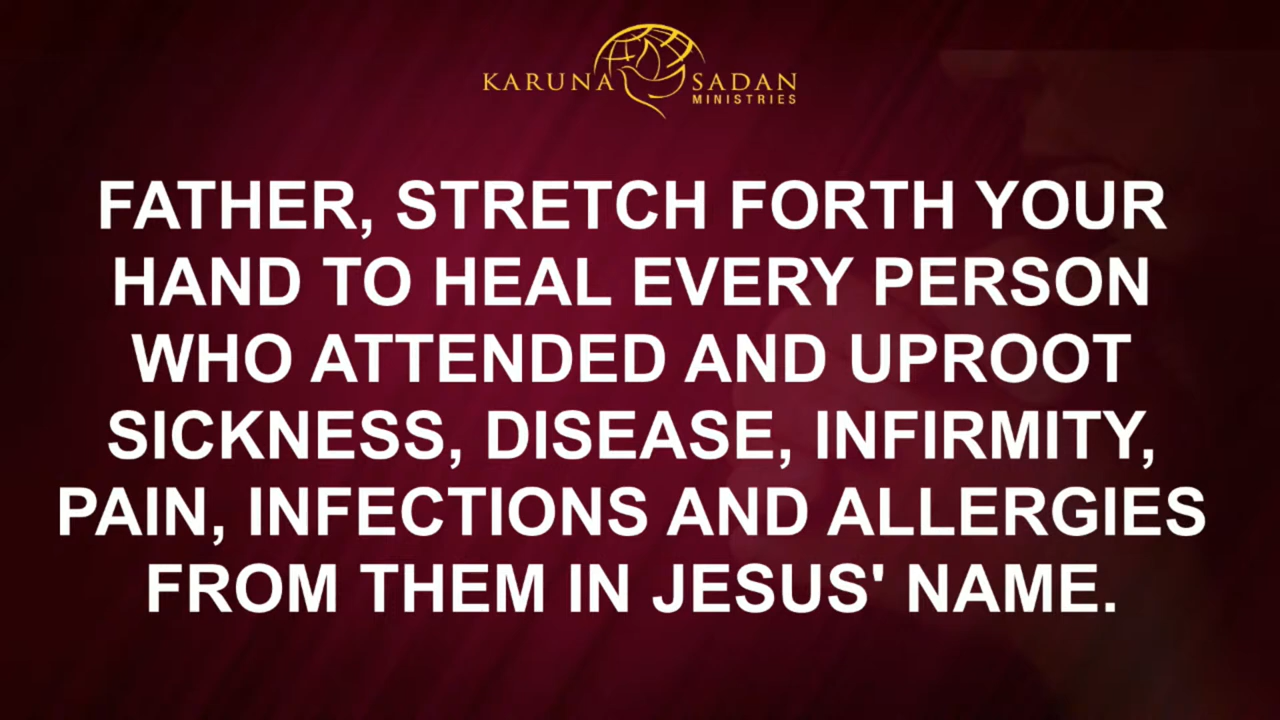 KARUNA SADAN
MINISTRIES
FATHER, STRETCH FORTH YOUR
HAND TO HEAL EVERY PERSON
WHO ATTENDED AND UPROOT
SICKNESS, DISEASE, INFIRMITY,
PAIN, INFECTIONS AND ALLERGIES
FROM THEM IN JESUS' NAME.